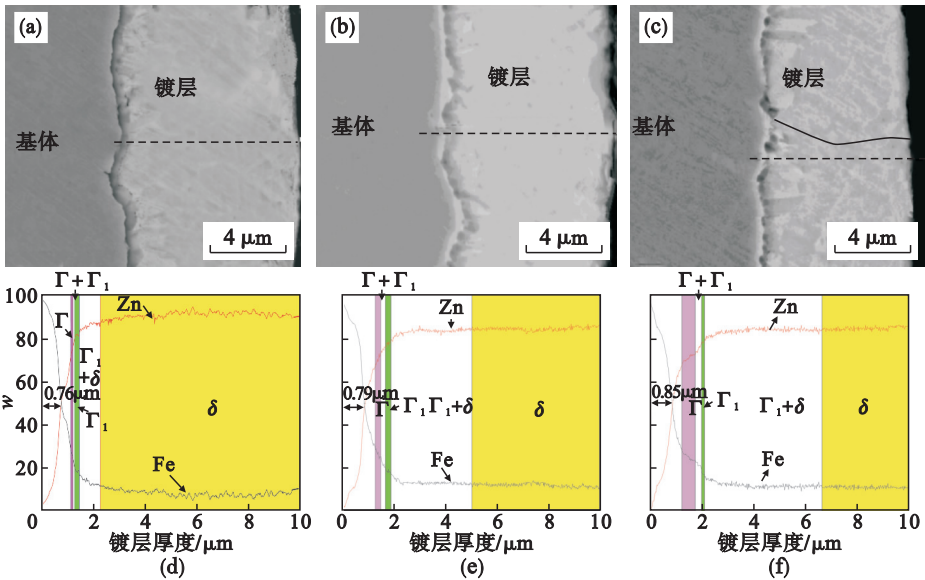 (a)
镀层
基体
4 μm
(b)
镀层
基体
4 μm
(c)
镀层
基体
4 μm
Γ + Γ₁
100
80
60
40
20
0
w
Zn
Γ
Γ₁
+δ
0.76μm
Γ₁
δ
Fe
0 2 4 6 8 10
镀层厚度/μm
(d)
Γ + Γ₁
Zn
0.79μm
Γ
Γ₁ Γ₁+δ
δ
Fe
0 2 4 6 8 10
镀层厚度/μm
(e)
Γ + Γ₁
Zn
0.85μm
Γ
Γ₁
Γ₁+δ
δ
Fe
0 2 4 6 8 10
镀层厚度/μm
(f)